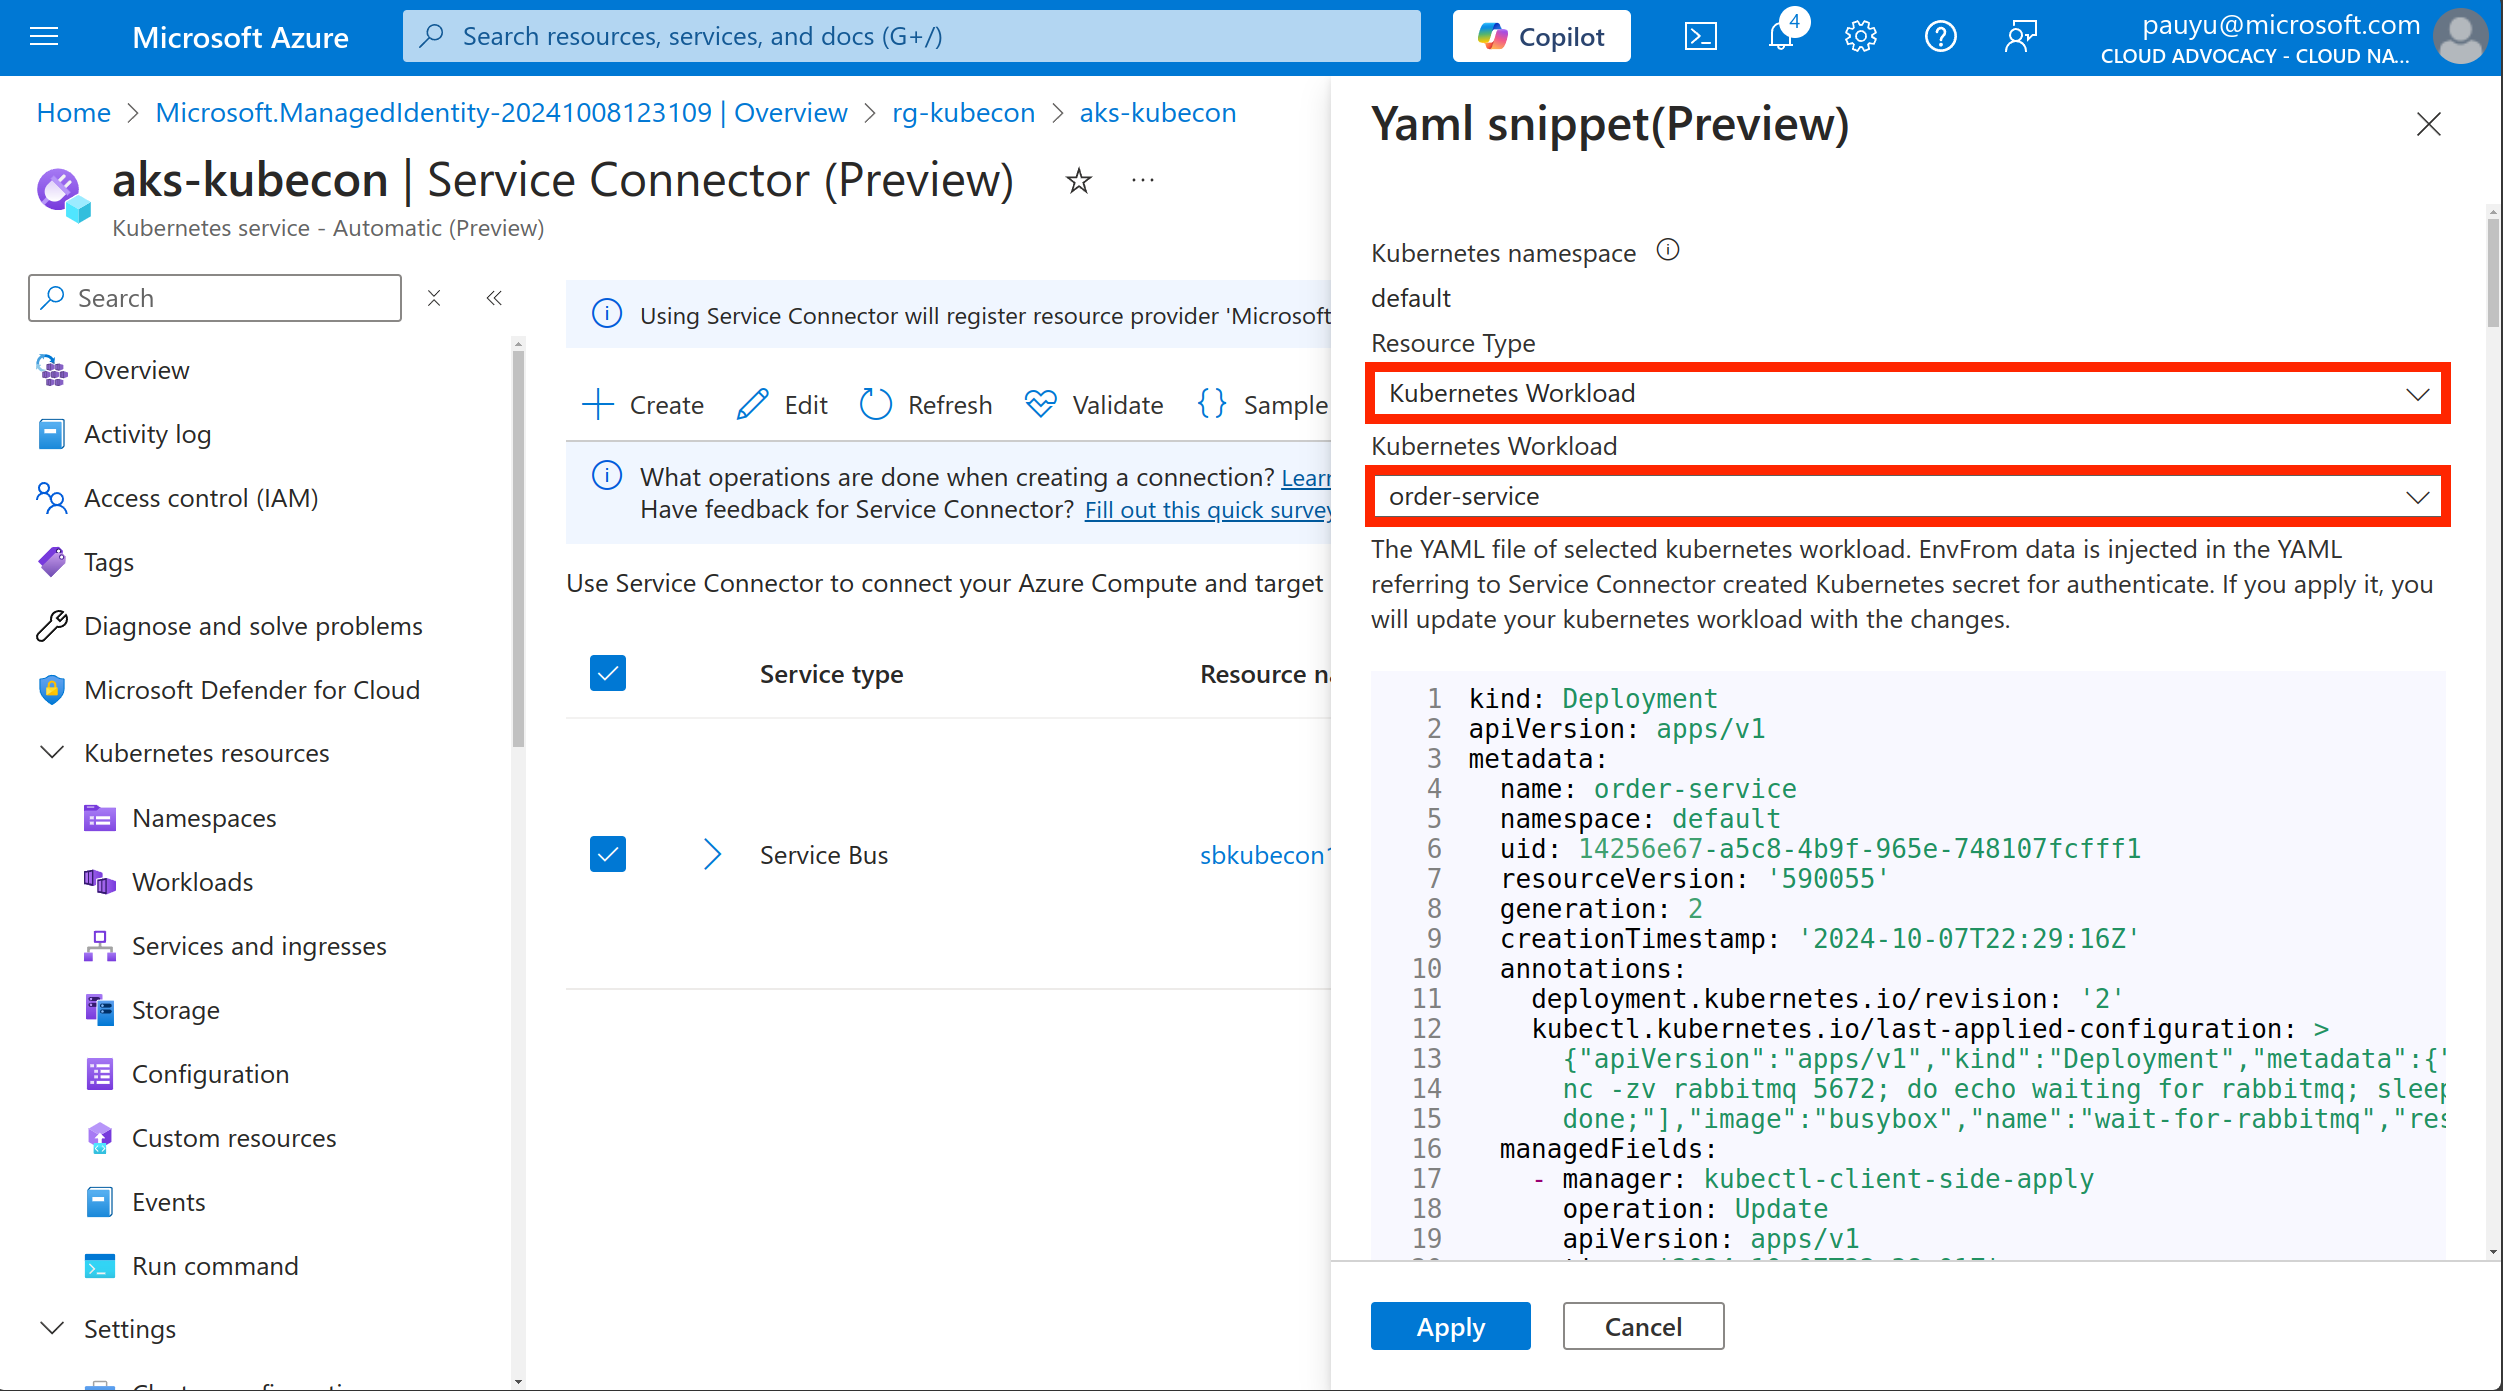 Microsoft Azure
Search resources, services, and docs (G+/)
Copilot
4
pauyu@microsoft.com
CLOUD ADVOCACY - CLOUD NA...
Home > Microsoft.ManagedIdentity-20241008123109 | Overview > rg-kubecon > aks-kubecon
aks-kubecon | Service Connector (Preview)
Kubernetes service - Automatic (Preview)
Search
Overview
Activity log
Access control (IAM)
Tags
Diagnose and solve problems
Microsoft Defender for Cloud
Kubernetes resources
Namespaces
Workloads
Services and ingresses
Storage
Configuration
Custom resources
Events
Run command
Settings
Using Service Connector will register resource provider 'Microsoft
Create
Edit
Refresh
Validate
Sample
What operations are done when creating a connection? Learn
Have feedback for Service Connector? Fill out this quick survey
Use Service Connector to connect your Azure Compute and target
Service type
Resource na
Service Bus
sbkubecon1
Yaml snippet(Preview)
Kubernetes namespace
default
Resource Type
Kubernetes Workload
Kubernetes Workload
order-service
The YAML file of selected kubernetes workload. EnvFrom data is injected in the YAML
referring to Service Connector created Kubernetes secret for authenticate. If you apply it, you
will update your kubernetes workload with the changes.
1 kind: Deployment
2 apiVersion: apps/v1
3 metadata:
4 name: order-service
5 namespace: default
6 uid: 14256e67-a5c8-4b9f-965e-748107fcfff1
7 resourceVersion: '590055'
8 generation: 2
9 creationTimestamp: '2024-10-07T22:29:16Z'
10 annotations:
11 deployment.kubernetes.io/revision: '2'
12 kubectl.kubernetes.io/last-applied-configuration: >
13 {"apiVersion":"apps/v1","kind":"Deployment","metadata":{"
14 nc -zv rabbitmq 5672; do echo waiting for rabbitmq; sleep
15 done;"],"image":"busybox","name":"wait-for-rabbitmq","res
16 managedFields:
17 - manager: kubectl-client-side-apply
18 operation: Update
19 apiVersion: apps/v1
Apply
Cancel